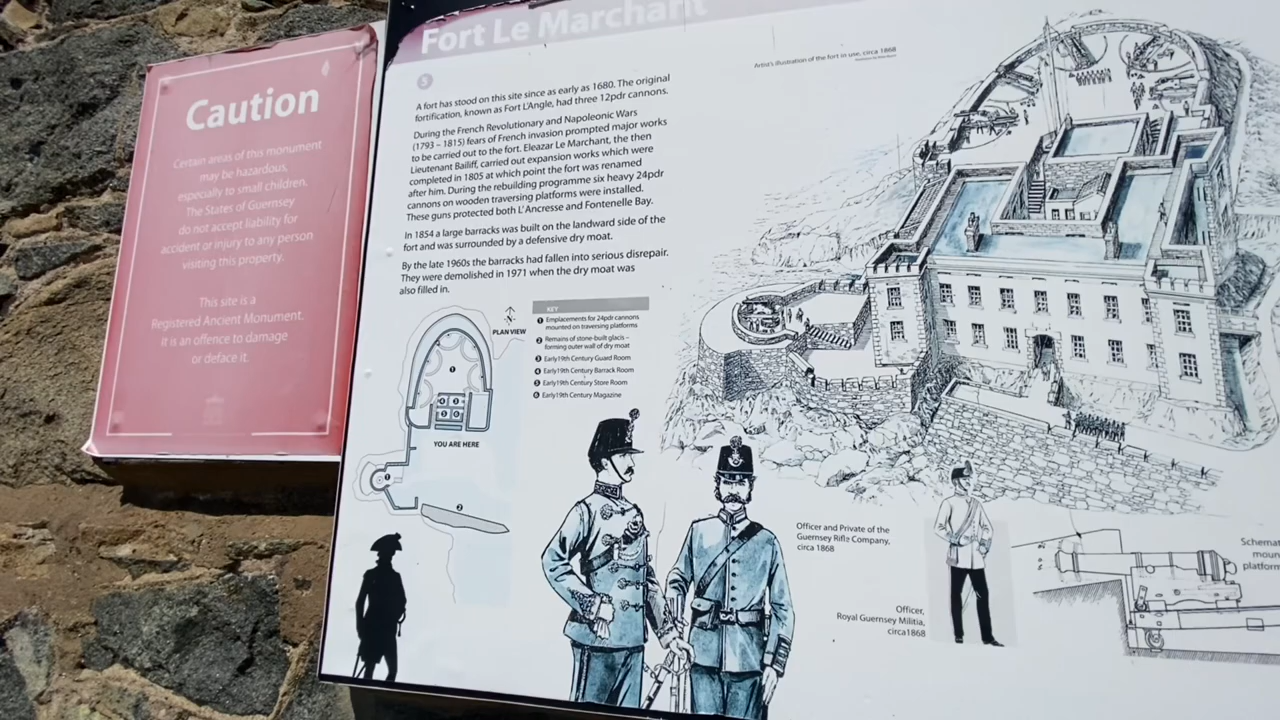 Caution
Certain areas of this monument
may be hazardous,
especially to small children.
The States of Guernsey
do not accept liability for
accident or injury to any person
visiting this property.
This site is a
Registered Ancient Monument.
it is an offence to damage
or deface it.
Fort Le Marchant
5
Artist's illustration of the fort in use, circa 1868
A fort has stood on this site since as early as 1680. The original
fortification, known as Fort L'Angle, had three 12pdr cannons.
During the French Revolutionary and Napoleonic Wars
(1793 – 1815) fears of French invasion prompted major works
to be carried out to the fort. Eleazar Le Marchant, the then
Lieutenant Bailiff, carried out expansion works which were
completed in 1805 at which point the fort was renamed
after him. During the rebuilding programme six heavy 24pdr
cannons on wooden traversing platforms were installed.
These guns protected both L' Ancresse and Fontenelle Bay.
In 1854 a large barracks was built on the landward side of the
fort and was surrounded by a defensive dry moat.
By the late 1960s the barracks had fallen into serious disrepair.
They were demolished in 1971 when the dry moat was
also filled in.
N
PLAN VIEW
KEY
1 Emplacements for 24pdr cannons
mounted on traversing platforms
2 Remains of stone-built glacis –
forming outer wall of dry moat
3 Early19th Century Guard Room
4 Early19th Century Barrack Room
5 Early19th Century Store Room
6 Early19th Century Magazine
1
YOU ARE HERE
1
2
Officer and Private of the
Guernsey Rifle Company,
circa 1868
Officer,
Royal Guernsey Militia,
circa1868
Schemat
moun
platform